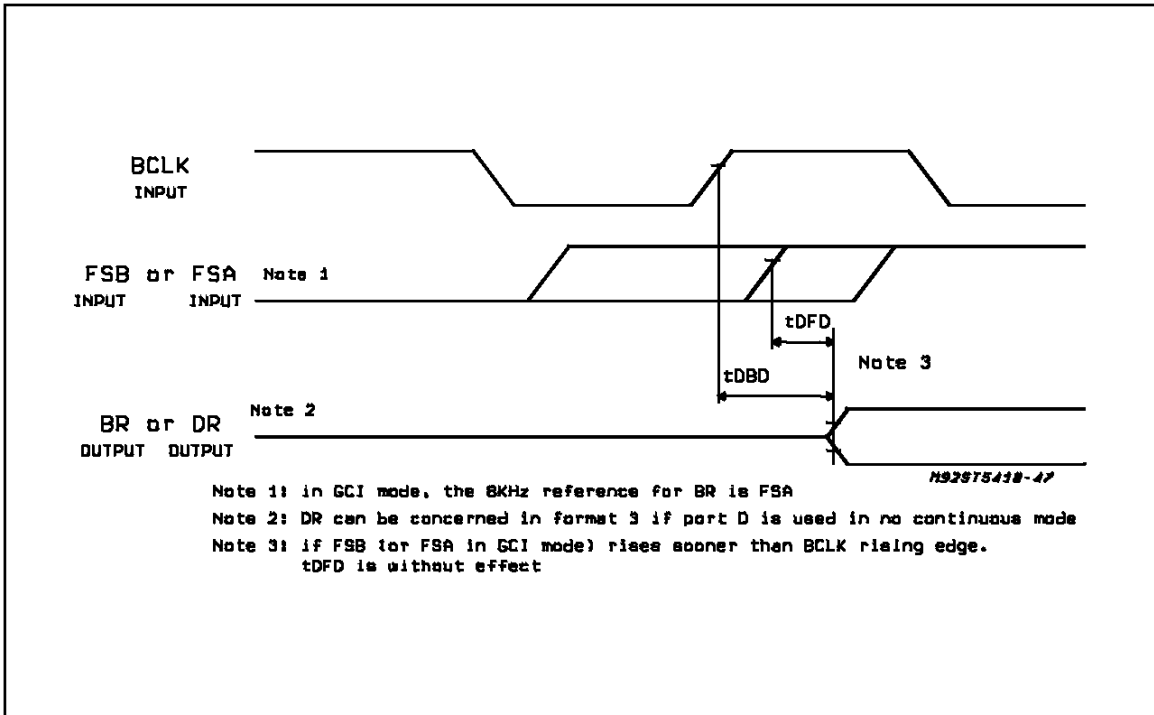 BCLK
INPUT
FSB or FSA Note 1
INPUT INPUT
tDFD
Note 3
tDBD
Note 2
BR or DR
OUTPUT OUTPUT
M92ST5410-47
Note 1: in GCI mode, the 8KHz reference for BR is FSA
Note 2: DR can be concerned in format 3 if port D is used in no continuous mode
Note 3: if FSB (or FSA in GCI mode) rises sooner than BCLK rising edge.
tDFD is without effect